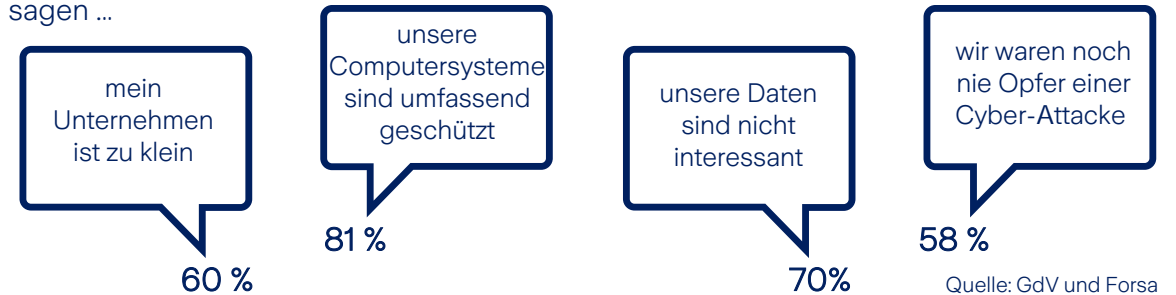 sagen ...
mein
Unternehmen
ist zu klein
60 %
unsere
Computersysteme
sind umfassend
geschützt
81 %
unsere Daten
sind nicht
interessant
70%
wir waren noch
nie Opfer einer
Cyber-Attacke
58 %
Quelle: GdV und Forsa